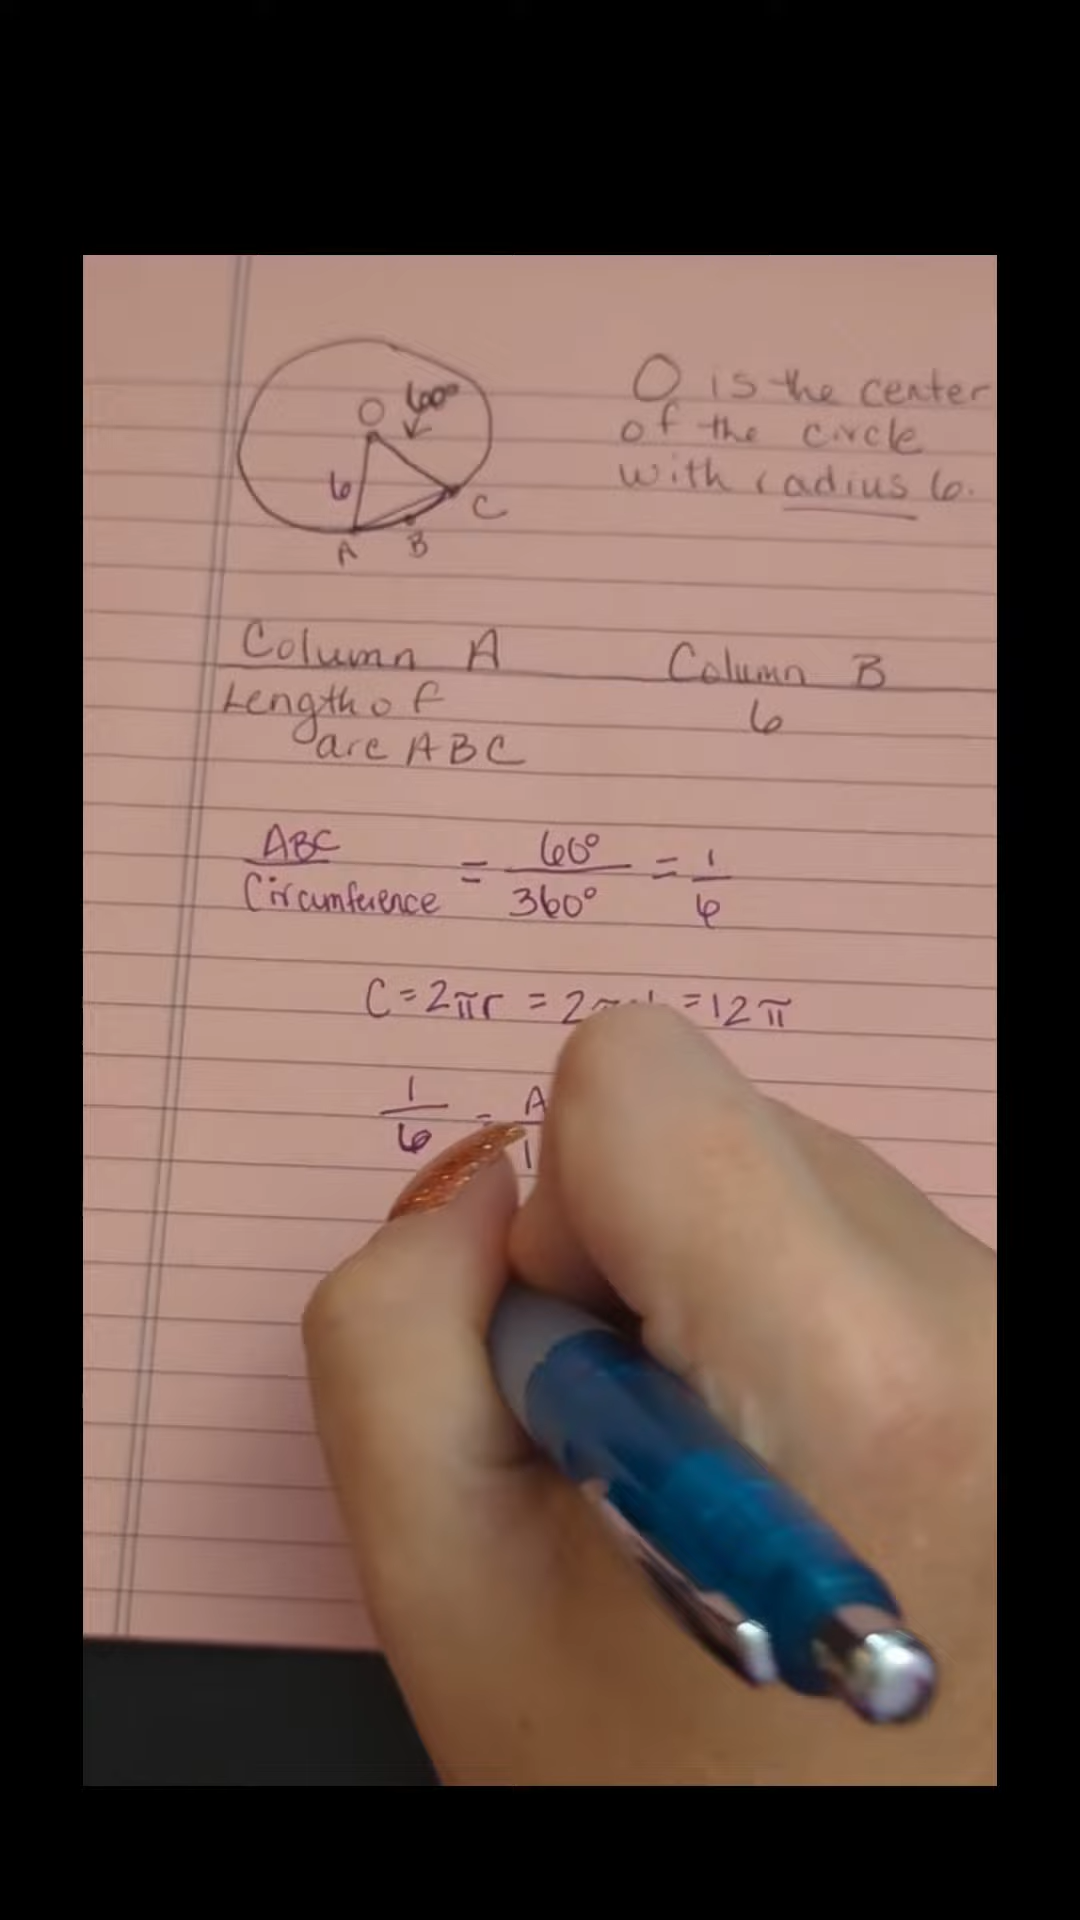 O 60°
6
C
A B
O is the center
of the circle
with radius 6.
Column A Column B
Length of 6
arc ABC
ABC / Circumference = 60° / 360° = 1 / 6
C = 2πr = 2 = 12π
1 / 6 = A / 1